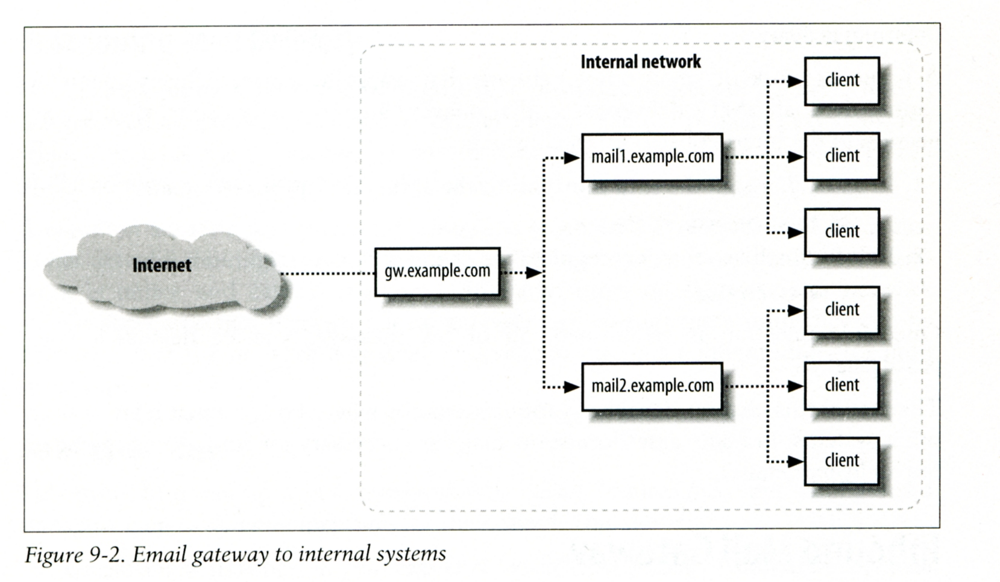 Internal network
client
mail1.example.com
client
client
Internet
gw.example.com
client
mail2.example.com
client
client
Figure 9-2. Email gateway to internal systems